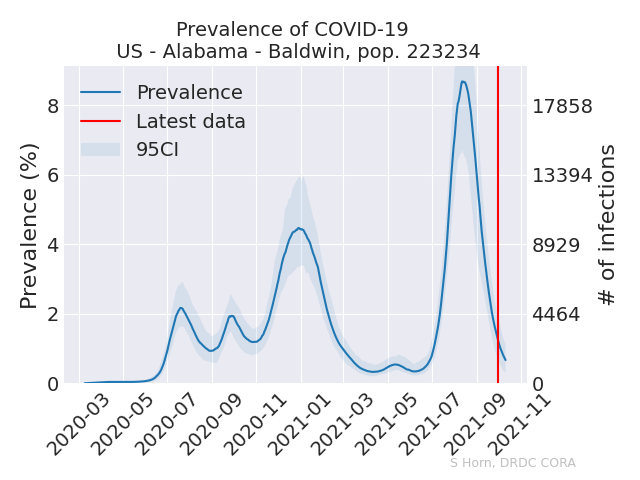 Prevalence of COVID-19
US - Alabama - Baldwin, pop. 223234
Prevalence
Latest data
95CI
Prevalence (%)
8
6
4
2
0
17858
13394
8929
4464
0
# of infections
2020-03
2020-05
2020-07
2020-09
2020-11
2021-01
2021-03
2021-05
2021-07
2021-09
2021-11
S Horn, DRDC CORA